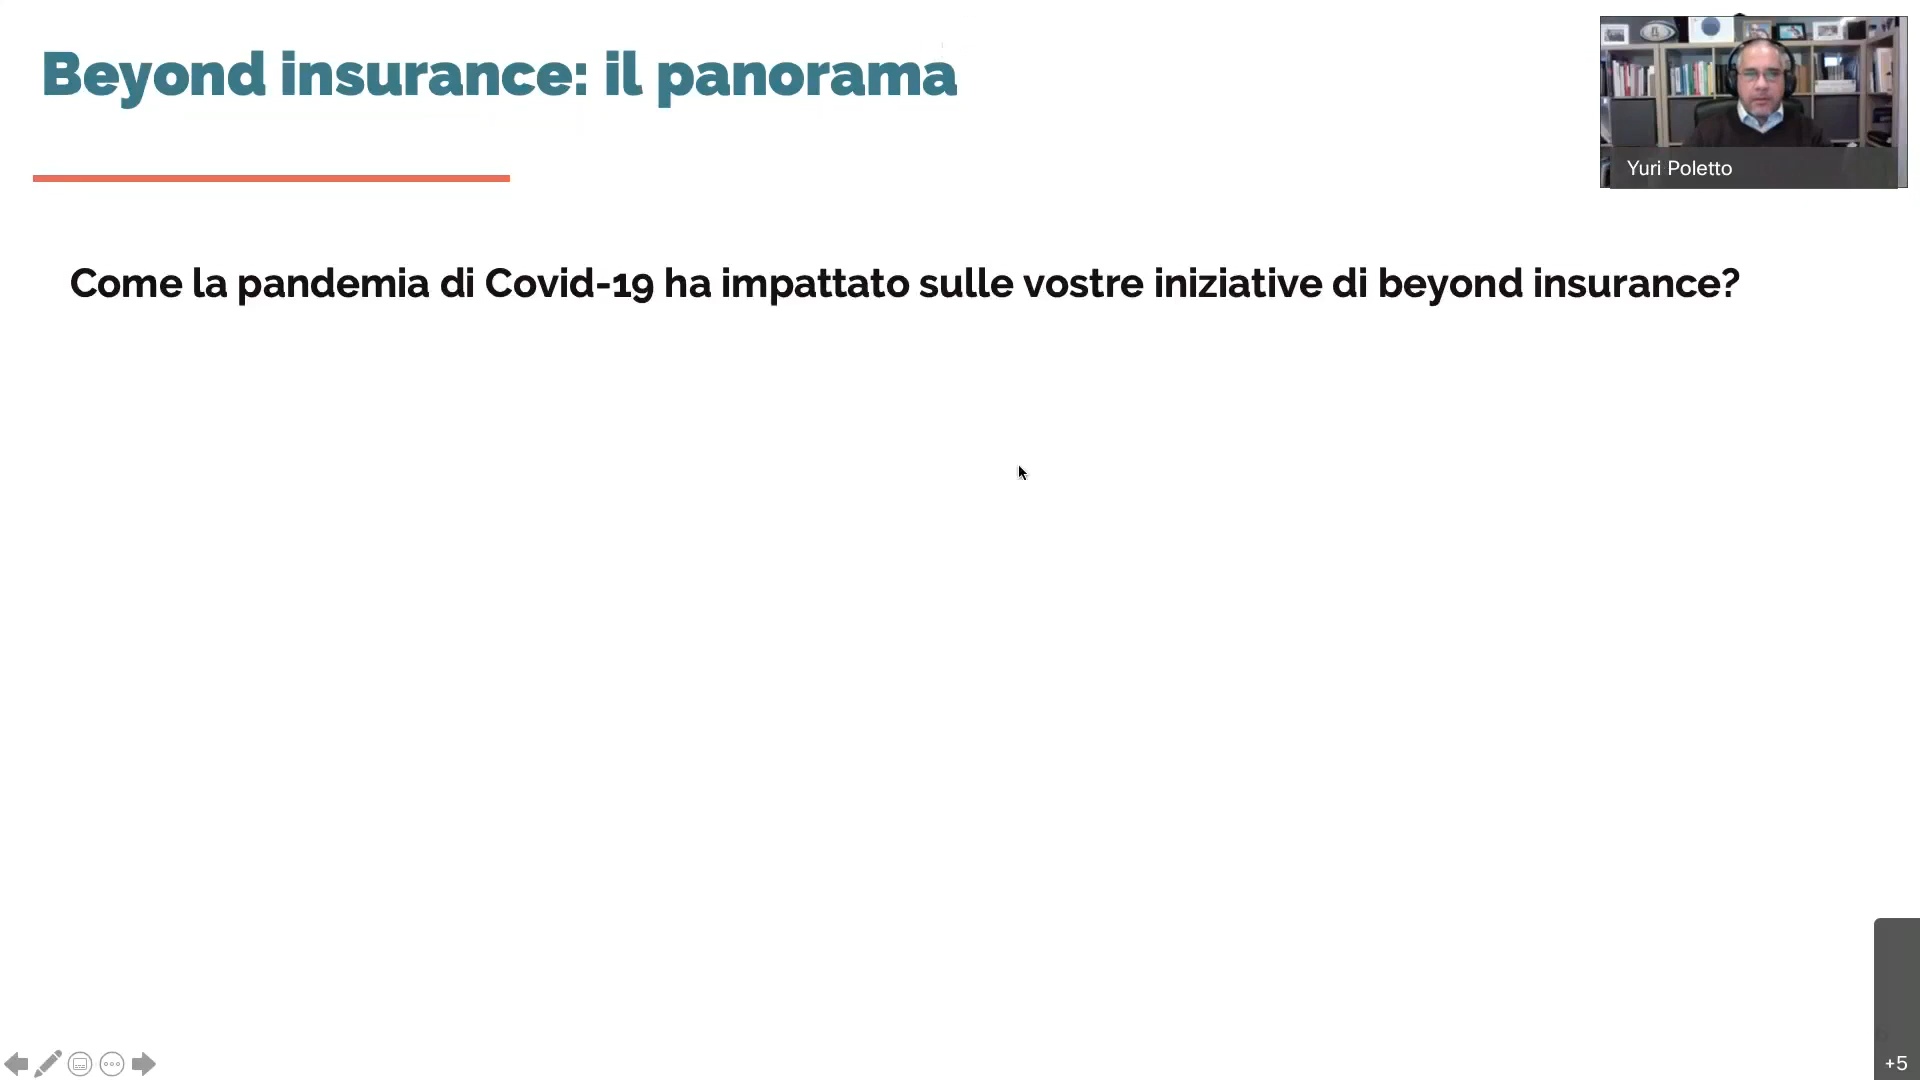 Beyond insurance: il panorama
Yuri Poletto
Come la pandemia di Covid-19 ha impattato sulle vostre iniziative di beyond insurance?
+5